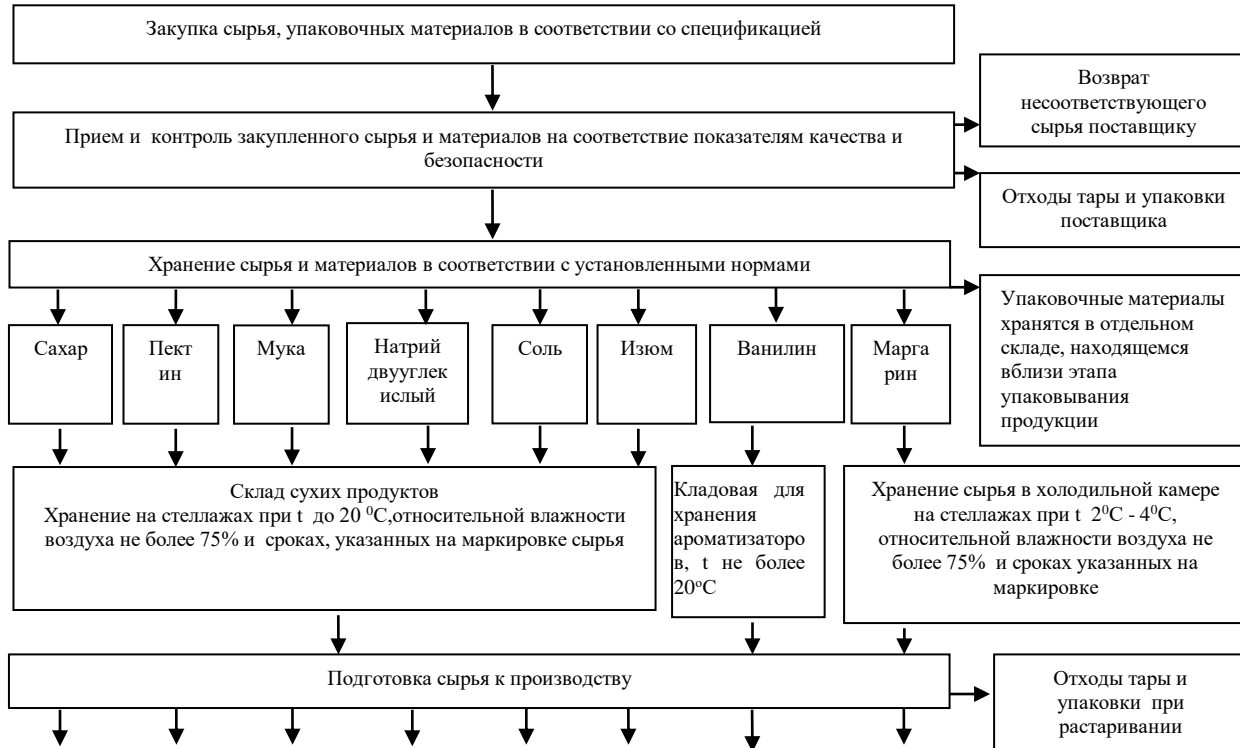 Закупка сырья, упаковочных материалов в соответствии со спецификацией
Возврат
несоответствующего
сырья поставщику
Прием и  контроль закупленного сырья и материалов на соответствие показателям качества и
безопасности
Отходы тары и упаковки
поставщика
Хранение сырья и материалов в соответствии с установленными нормами
Упаковочные материалы
хранятся в отдельном
складе, находящемся
вблизи этапа
упаковывания
продукции
Сахар
Пект
ин
Мука
Натрий
двууглек
ислый
Соль
Изюм
Ванилин
Марга
рин
Склад сухих продуктов
Хранение на стеллажах при t  до 20 ⁰С,относительной влажности
воздуха не более 75% и  сроках, указанных на маркировке сырья
Кладовая для
хранения
ароматизаторо
в, t не более
20°С
Хранение сырья в холодильной камере
на стеллажах при t  2⁰С - 4⁰С,
относительной влажности воздуха не
более 75%  и сроках указанных на
маркировке
Подготовка сырья к производству
Отходы тары и
упаковки  при
растаривании